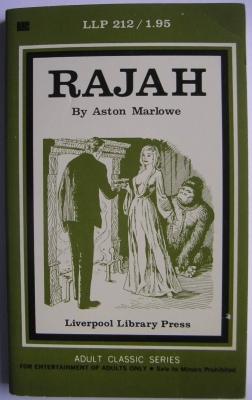 LLP 212 / 1.95
RAJAH
By Aston Marlowe
Liverpool Library Press
ADULT CLASSIC SERIES
FOR ENTERTAINMENT OF ADULTS ONLY ★ Sale to Minors Prohibited